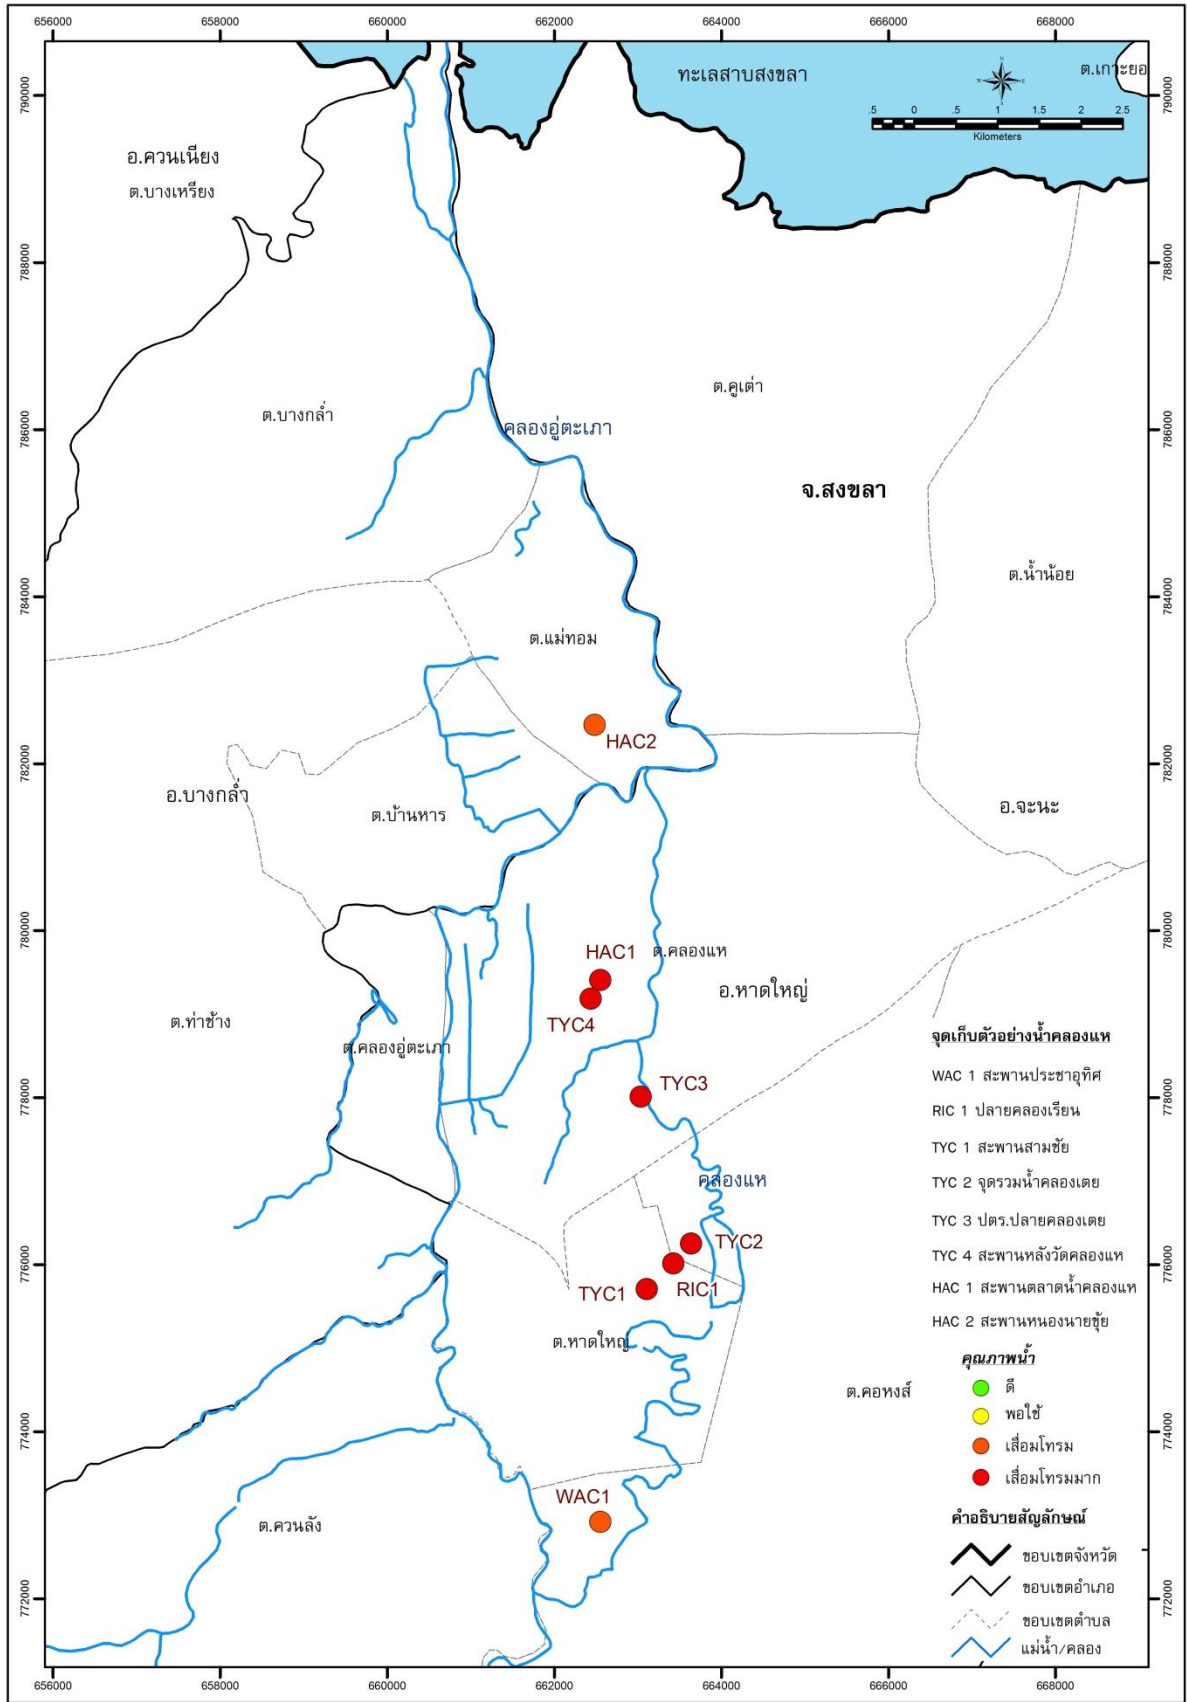 656000 658000 660000 662000 664000 666000 668000
ทะเลสาบสงขลา
ต.เกาะยอ
N
.5 0 .5 1 1.5 2 2.5
Kilometers
790000 790000
อ.ควนเนียง
ต.บางเหรียง
788000 788000
ต.คูเต่า
ต.บางกล่ำ
คลองอู่ตะเภา
786000 786000
จ.สงขลา
ต.น้ำน้อย
784000 784000
ต.แม่ทอม
HAC2
782000 782000
อ.บางกล่ำ
ต.บ้านหาร
อ.จะนะ
780000 780000
HAC1
ต.คลองแห
อ.หาดใหญ่
TYC4
ต.ท่าช้าง
ต.คลองอู่ตะเภา
TYC3
778000 778000
คลองแห
TYC2
776000 776000
TYC1
RIC1
ต.หาดใหญ่
ต.คอหงส์
774000 774000
WAC1
ต.ควนลัง
772000 772000
จุดเก็บตัวอย่างน้ำคลองแห
WAC 1 สะพานประชาอุทิศ
RIC 1 ปลายคลองเรียน
TYC 1 สะพานสามชัย
TYC 2 จุดรวมน้ำคลองเตย
TYC 3 ปตร.ปลายคลองเตย
TYC 4 สะพานหลังวัดคลองแห
HAC 1 สะพานตลาดน้ำคลองแห
HAC 2 สะพานหนองนายขุ้ย
คุณภาพน้ำ
ดี
พอใช้
เสื่อมโทรม
เสื่อมโทรมมาก
คำอธิบายสัญลักษณ์
ขอบเขตจังหวัด
ขอบเขตอำเภอ
ขอบเขตตำบล
แม่น้ำ/คลอง
656000 658000 660000 662000 664000 666000 668000